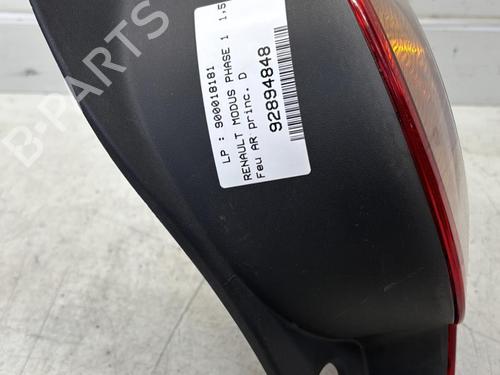 LP : 900018181
RENAULT MODUS PHASE 1 1,5
Feu AR princ. D
92894848
B-PARTS